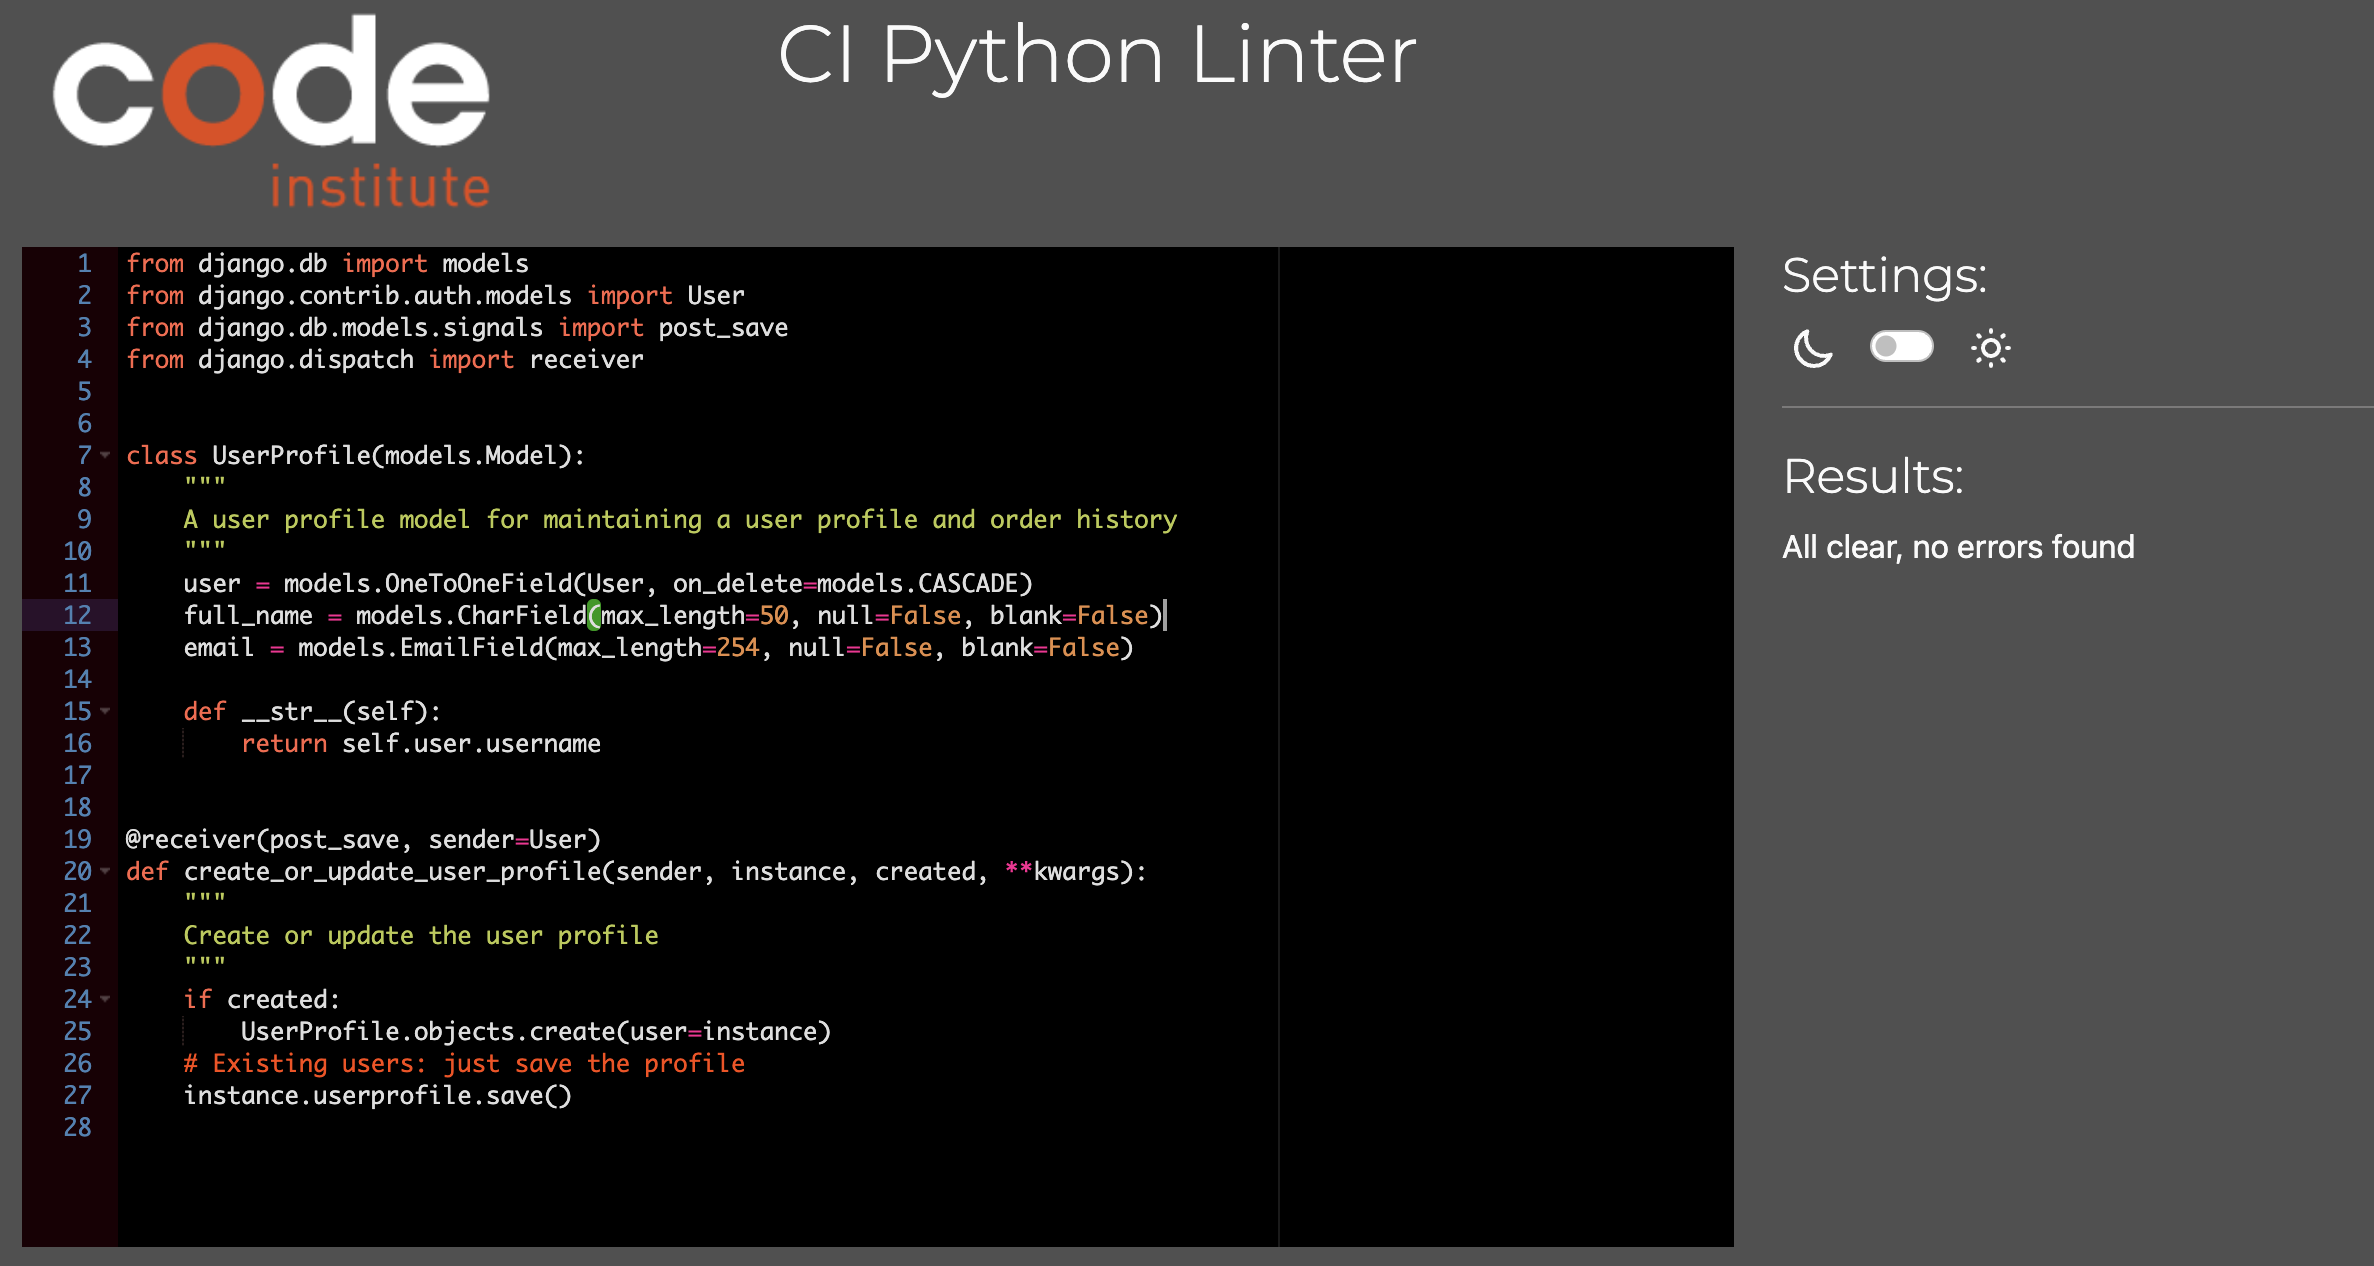 code
institute
CI Python Linter
1 from django.db import models
2 from django.contrib.auth.models import User
3 from django.db.models.signals import post_save
4 from django.dispatch import receiver
5
6
7 class UserProfile(models.Model):
8     """
9     A user profile model for maintaining a user profile and order history
10     """
11     user = models.OneToOneField(User, on_delete=models.CASCADE)
12     full_name = models.CharField(max_length=50, null=False, blank=False)
13     email = models.EmailField(max_length=254, null=False, blank=False)
14
15     def __str__(self):
16         return self.user.username
17
18
19 @receiver(post_save, sender=User)
20 def create_or_update_user_profile(sender, instance, created, **kwargs):
21     """
22     Create or update the user profile
23     """
24     if created:
25         UserProfile.objects.create(user=instance)
26     # Existing users: just save the profile
27     instance.userprofile.save()
28
Settings:
Results:
All clear, no errors found